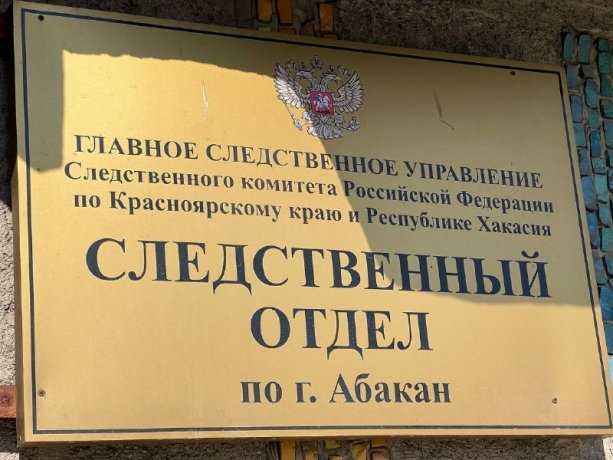 ГЛАВНОЕ СЛЕДСТВЕННОЕ УПРАВЛЕНИЕ
Следственного комитета Российской Федерации
по Красноярскому краю и Республике Хакасия
СЛЕДСТВЕННЫЙ
ОТДЕЛ
по г. Абакан